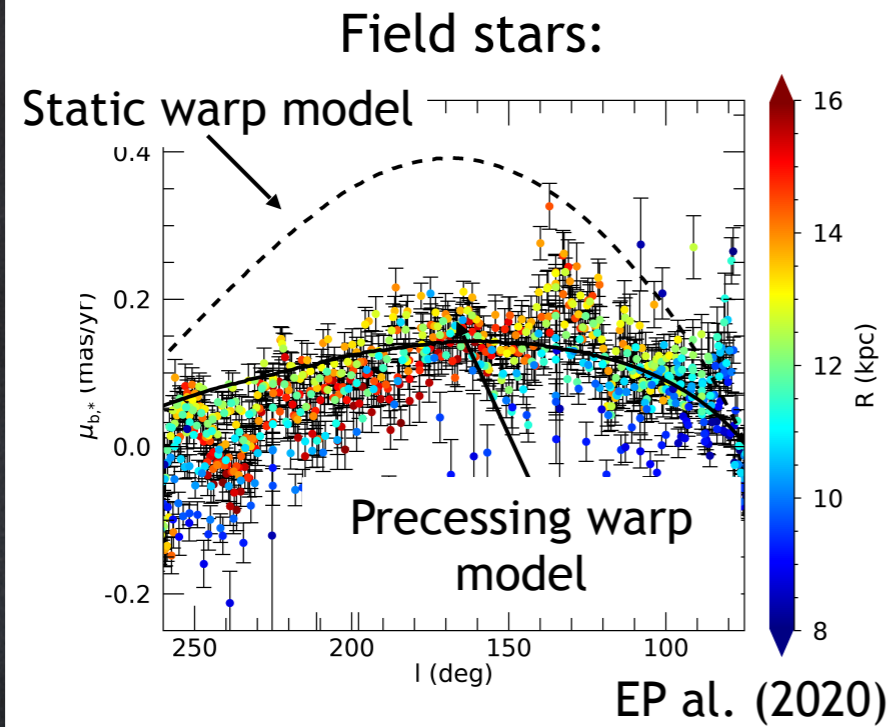 Field stars:
Static warp model
0.4
0.2
0.0
-0.2
μb,* (mas/yr)
250 200 150 100
l (deg)
Precessing warp
model
16
14
12
10
8
R (kpc)
EP al. (2020)